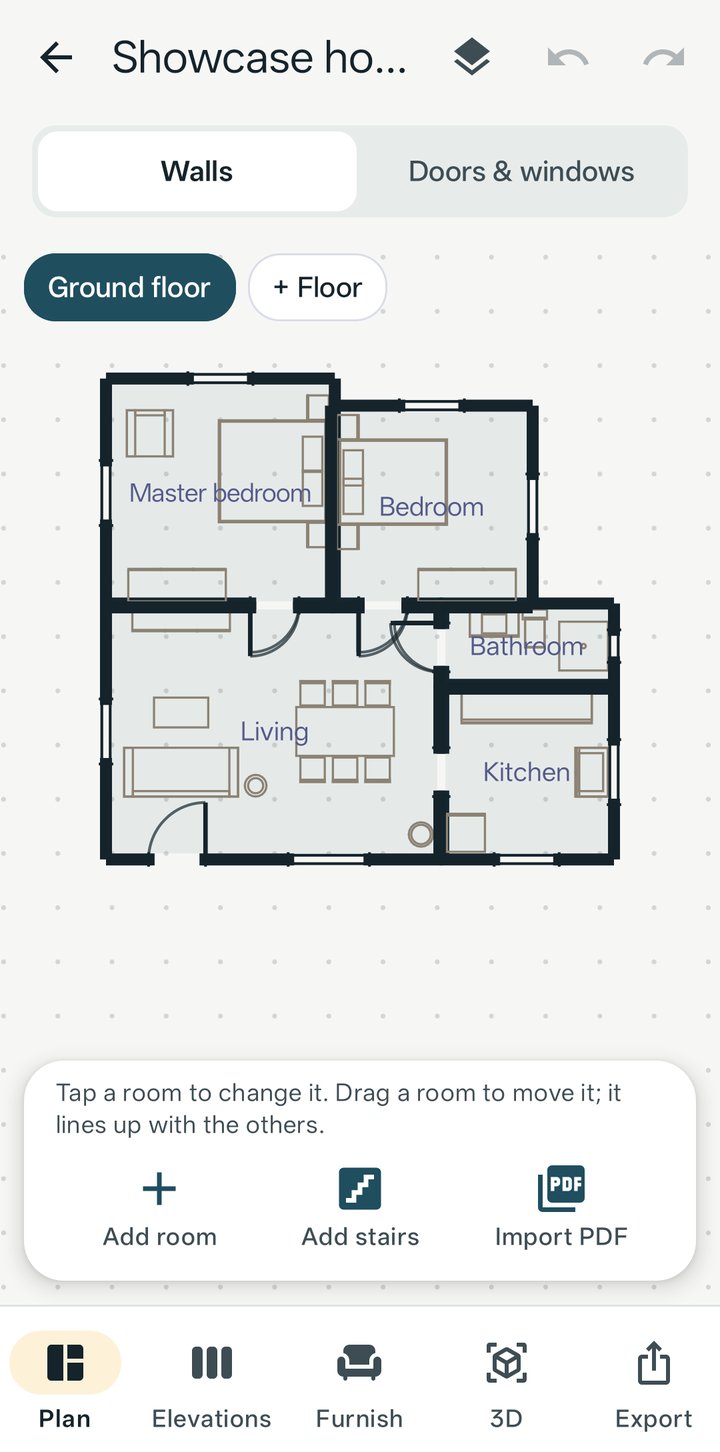 Showcase ho...
Walls
Doors & windows
Ground floor
+ Floor
Master bedroom
Bedroom
Bathroom
Living
Kitchen
Tap a room to change it. Drag a room to move it; it
lines up with the others.
Add room
Add stairs
PDF
Import PDF
Plan
Elevations
Furnish
3D
Export